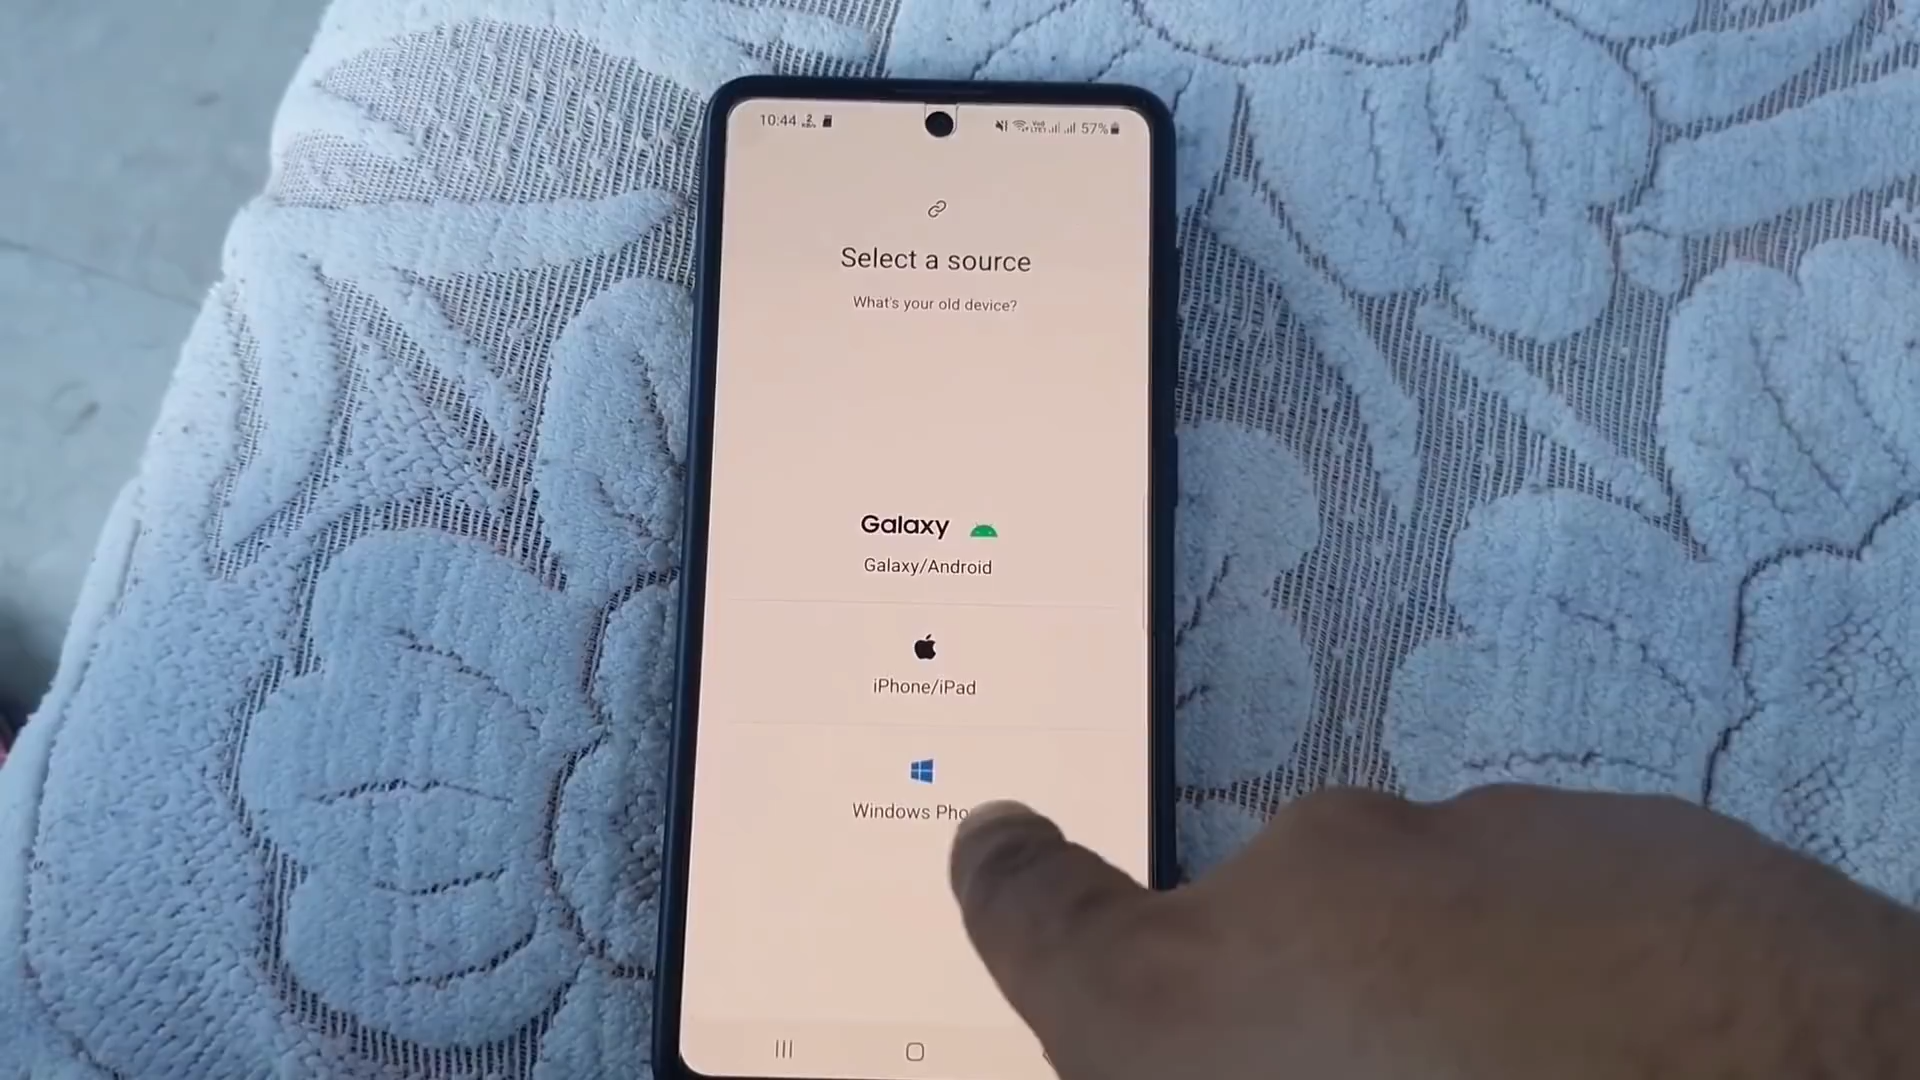 10:44
57%
Select a source
What's your old device?
Galaxy
Galaxy/Android
iPhone/iPad
Windows Pho